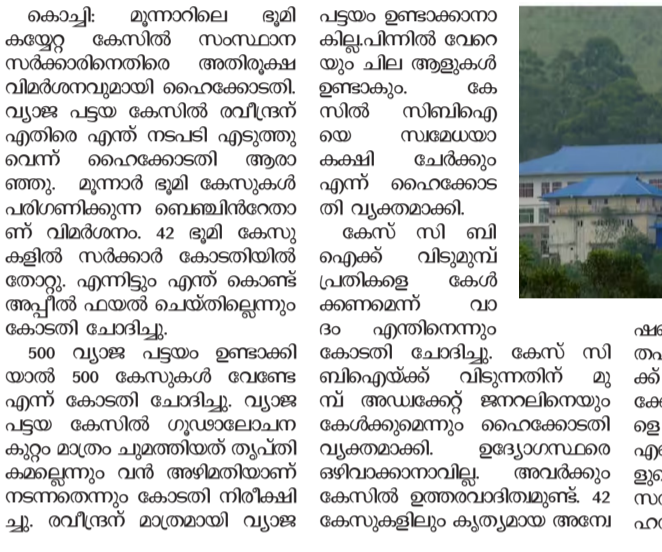 കൊച്ചി: മൂന്നാറിലെ ഭൂമി
കയ്യേറ്റ കേസിൽ സംസ്ഥാന
സർക്കാരിനെതിരെ അതിരൂക്ഷ
വിമർശനവുമായി ഹൈക്കോടതി.
വ്യാജ പട്ടയ കേസിൽ രവീന്ദ്രന്
എതിരെ എന്ത് നടപടി എടുത്തു
വെന്ന് ഹൈക്കോടതി ആരാ
ഞ്ഞു. മൂന്നാർ ഭൂമി കേസുകൾ
പരിഗണിക്കുന്ന ബെഞ്ചിൻറേതാ
ണ് വിമർശനം. 42 ഭൂമി കേസു
കളിൽ സർക്കാർ കോടതിയിൽ
തോറ്റു. എന്നിട്ടും എന്ത് കൊണ്ട്
അപ്പീൽ ഫയൽ ചെയ്തില്ലെന്നും
കോടതി ചോദിച്ചു.
500 വ്യാജ പട്ടയം ഉണ്ടാക്കി
യാൽ 500 കേസുകൾ വേണ്ടേ
എന്ന് കോടതി ചോദിച്ചു. വ്യാജ
പട്ടയ കേസിൽ ഗൂഢാലോചന
കുറ്റം മാത്രം ചുമത്തിയത് തൃപ്തി
കമല്ലെന്നും വൻ അഴിമതിയാണ്
നടന്നതെന്നും കോടതി നിരീക്ഷി
ച്ചു. രവീന്ദ്രന് മാത്രമായി വ്യാജ
പട്ടയം ഉണ്ടാക്കാനാ
കില്ല.പിന്നിൽ വേറെ
യും ചില ആളുകൾ
ഉണ്ടാകും. കേ
സിൽ സിബിഐ
യെ സ്വമേധയാ
കക്ഷി ചേർക്കും
എന്ന് ഹൈക്കോട
തി വ്യക്തമാക്കി.
കേസ് സി ബി
ഐക്ക് വിടുമുമ്പ്
പ്രതികളെ കേൾ
ക്കണമെന്ന് വാ
ദം എന്തിനെന്നും
കോടതി ചോദിച്ചു. കേസ് സി
ബിഐയ്ക്ക് വിടുന്നതിന് മു
മ്പ് അഡ്വക്കേറ്റ് ജനറലിനെയും
കേൾക്കുമെന്നും ഹൈക്കോടതി
വ്യക്തമാക്കി. ഉദ്യോഗസ്ഥരെ
ഒഴിവാക്കാനാവില്ല. അവർക്കും
കേസിൽ ഉത്തരവാദിത്വമുണ്ട്. 42
കേസുകളിലും കൃത്യമായ അന്വേ